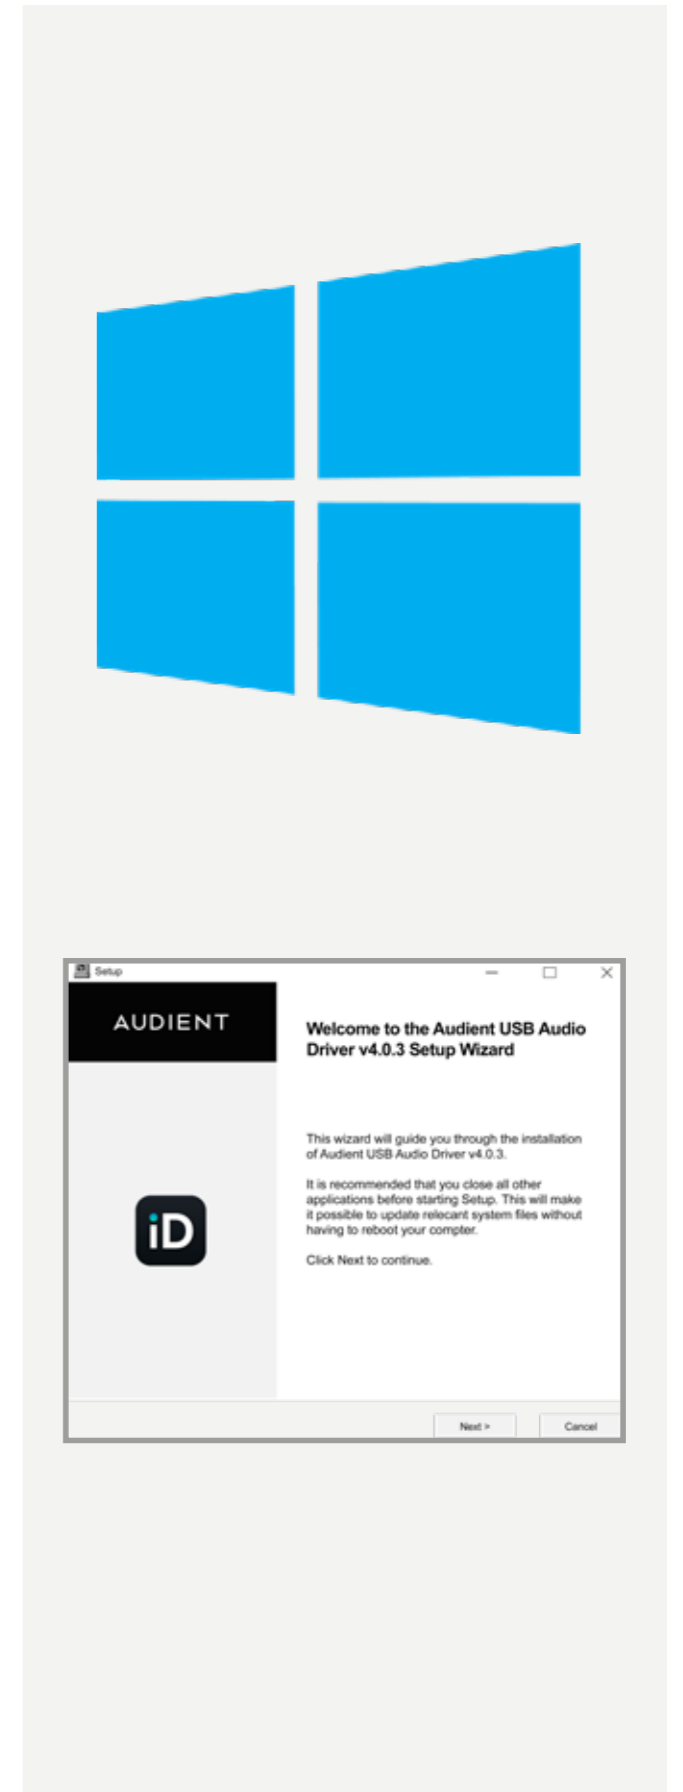 Setup
AUDIENT
Welcome to the Audient USB Audio
Driver v4.0.3 Setup Wizard
This wizard will guide you through the installation
of Audient USB Audio Driver v4.0.3.
It is recommended that you close all other
applications before starting Setup. This will make
it possible to update relecant system files without
having to reboot your compter.
Click Next to continue.
iD
Next >
Cancel